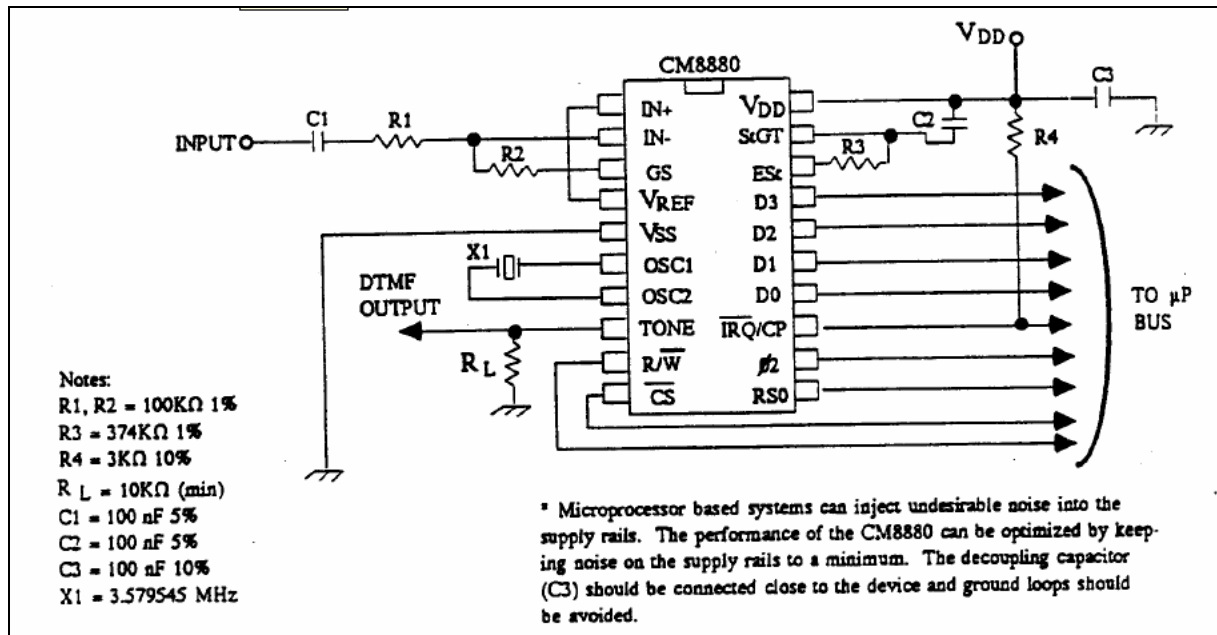 VDD
CM8880
C3
C1
R1
INPUT
R2
IN+
IN-
GS
VREF
VSS
OSC1
OSC2
TONE
R/W̅
C̅S̅
VDD
StGT
ESt
D3
D2
D1
D0
I̅R̅Q̅/CP
ø2
RS0
C2
R3
R4
X1
DTMF
OUTPUT
RL
TO µP
BUS
Notes:
R1, R2 = 100KΩ 1%
R3 = 374KΩ 1%
R4 = 3KΩ 10%
R L = 10KΩ (min)
C1 = 100 nF 5%
C2 = 100 nF 5%
C3 = 100 nF 10%
X1 = 3.579545 MHz
* Microprocessor based systems can inject undesirable noise into the
supply rails. The performance of the CM8880 can be optimized by keep-
ing noise on the supply rails to a minimum. The decoupling capacitor
(C3) should be connected close to the device and ground loops should
be avoided.